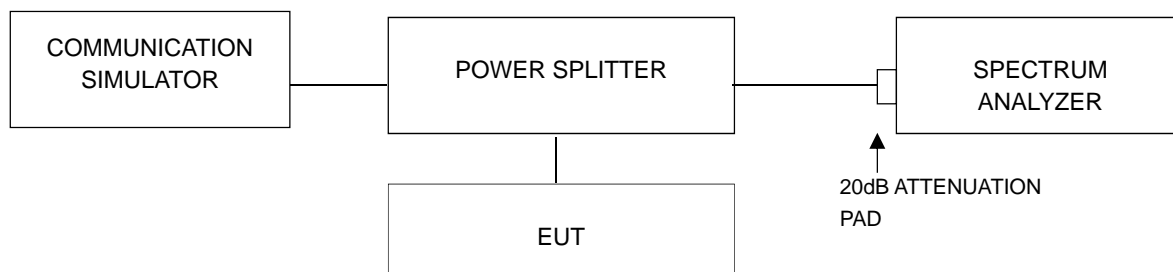 COMMUNICATION
SIMULATOR
POWER SPLITTER
SPECTRUM
ANALYZER
20dB ATTENUATION
PAD
EUT